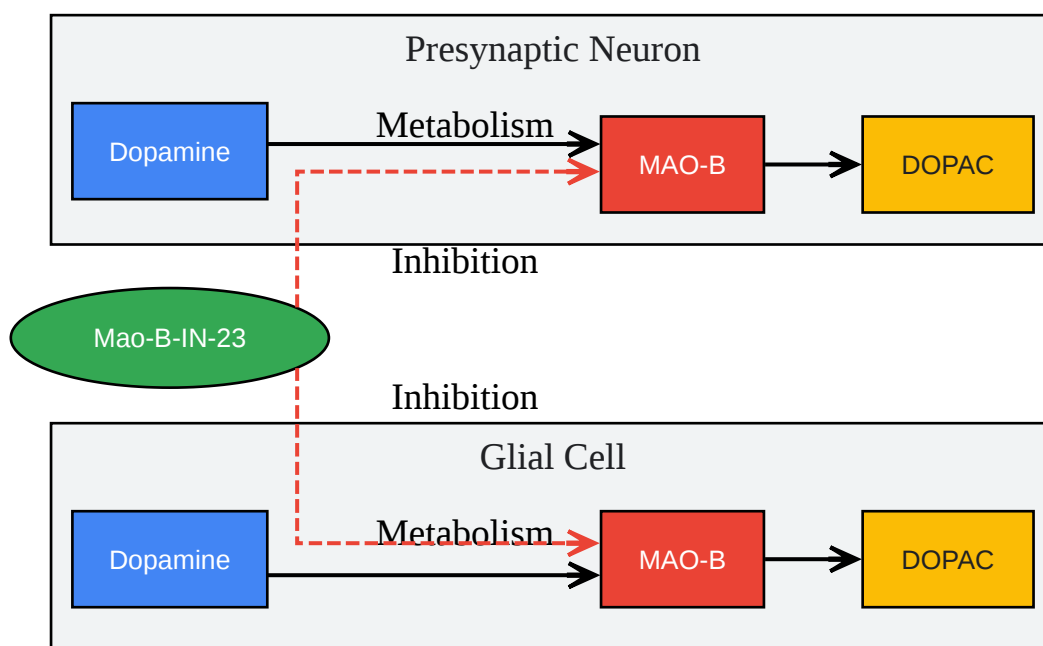 Presynaptic Neuron
Dopamine
Metabolism
MAO-B
DOPAC
Inhibition
Mao-B-IN-23
Inhibition
Glial Cell
Dopamine
Metabolism
MAO-B
DOPAC